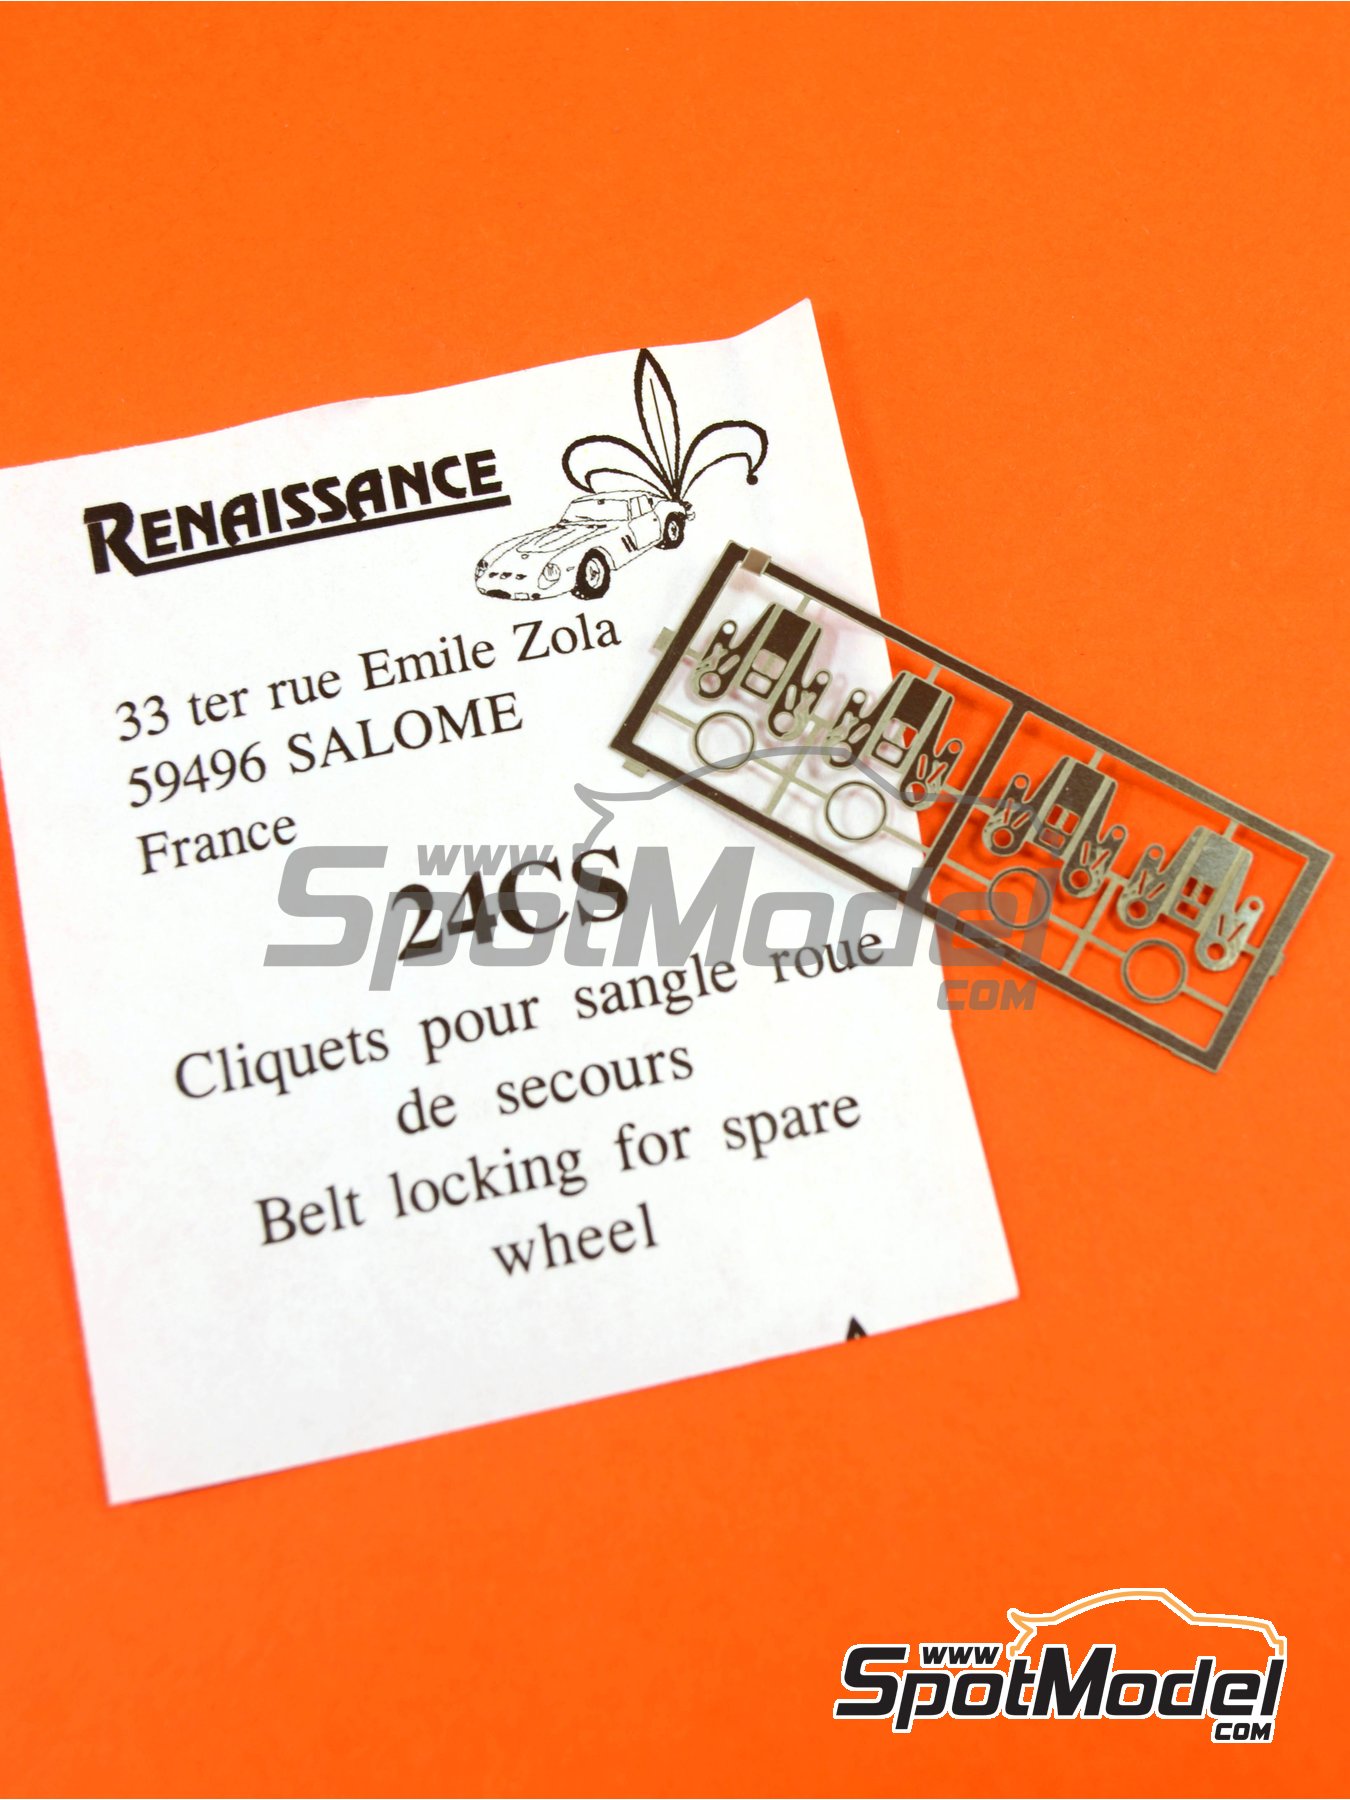 RENAISSANCE
33 ter rue Emile Zola
59496 SALOME
France
24CS
Cliquets pour sangle roue
de secours
Belt locking for spare
wheel
www
SpotModel
.COM
www
SpotModel
.COM